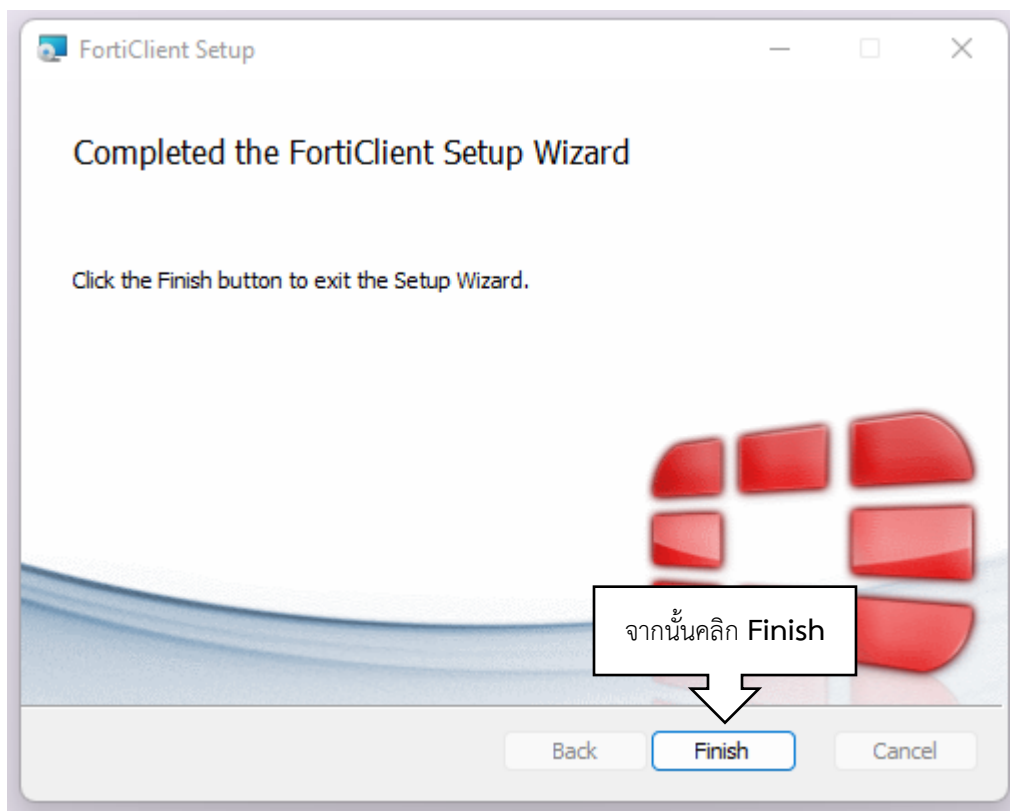 FortiClient Setup
Completed the FortiClient Setup Wizard
Click the Finish button to exit the Setup Wizard.
จากนั้นคลิก Finish
Back Finish Cancel